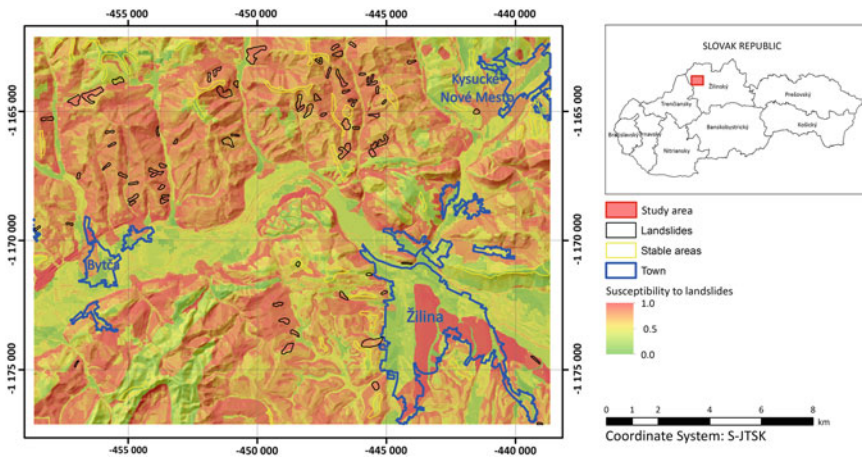 -455 000 -450 000 -445 000 -440 000
SLOVAK REPUBLIC
Kysucké
Nové Mesto
-1 165 000
-1 165 000
Žilinský
Trenčiansky
Prešovský
Banskobystrický
Košický
Nitriansky
-1 170 000
-1 170 000
Bytča
Žilina
-1 175 000
-1 175 000
-455 000 -450 000 -445 000 -440 000
Study area
Landslides
Stable areas
Town
Susceptibility to landslides
1.0
0.5
0.0
0 1 2 4 6 8
km
Coordinate System: S-JTSK